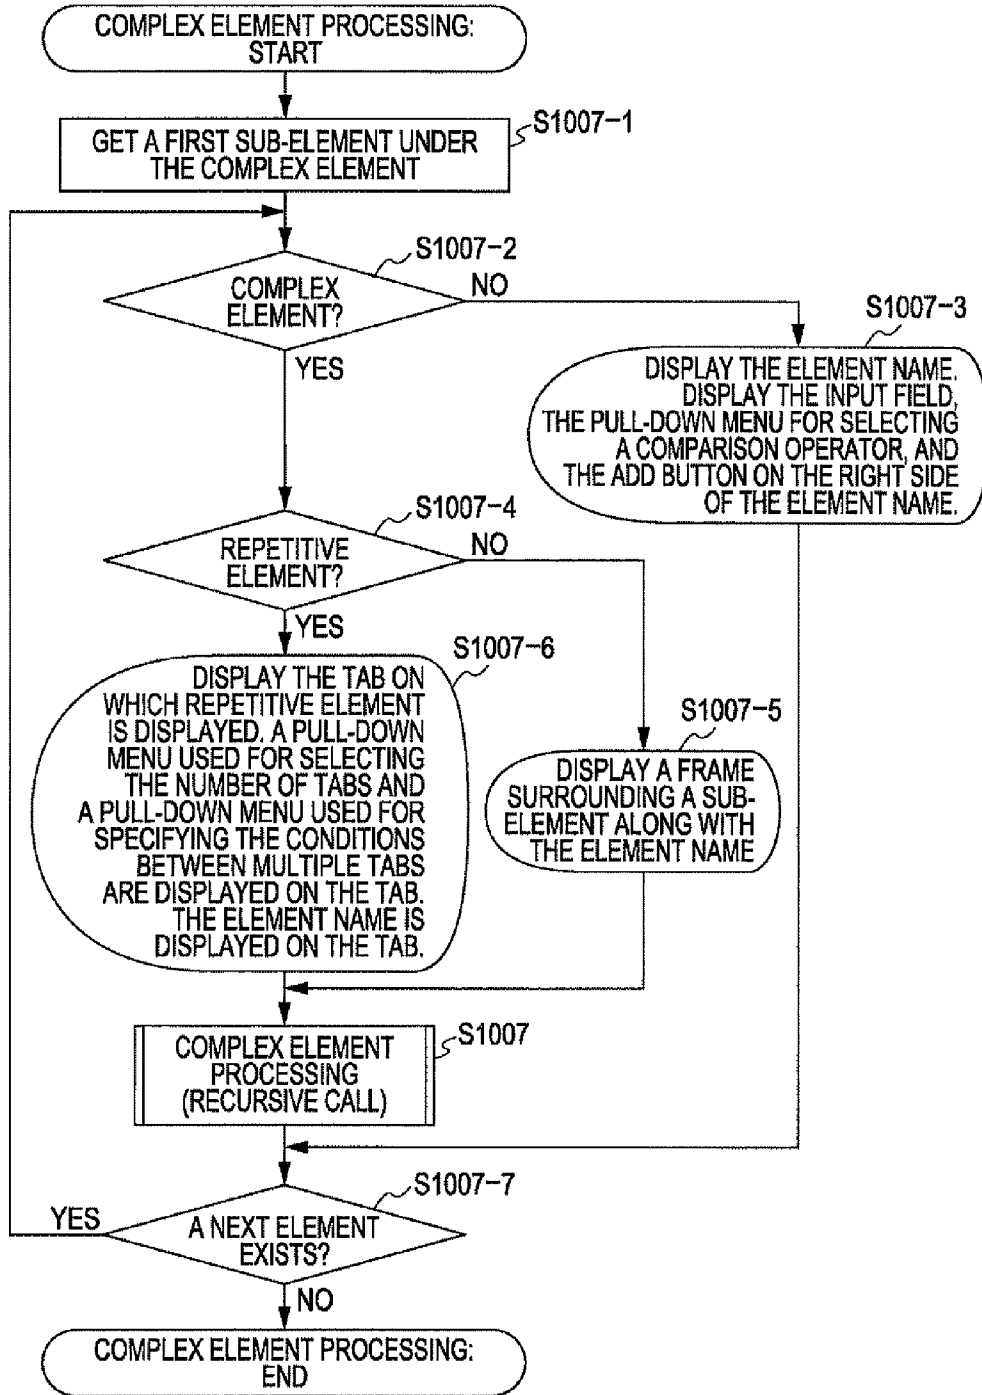 COMPLEX ELEMENT PROCESSING:
START
S1007-1
GET A FIRST SUB-ELEMENT UNDER
THE COMPLEX ELEMENT
S1007-2
COMPLEX
ELEMENT?
NO
YES
S1007-3
DISPLAY THE ELEMENT NAME.
DISPLAY THE INPUT FIELD,
THE PULL-DOWN MENU FOR SELECTING
A COMPARISON OPERATOR, AND
THE ADD BUTTON ON THE RIGHT SIDE
OF THE ELEMENT NAME.
S1007-4
REPETITIVE
ELEMENT?
NO
YES
S1007-6
DISPLAY THE TAB ON
WHICH REPETITIVE ELEMENT
IS DISPLAYED. A PULL-DOWN
MENU USED FOR SELECTING
THE NUMBER OF TABS AND
A PULL-DOWN MENU USED FOR
SPECIFYING THE CONDITIONS
BETWEEN MULTIPLE TABS
ARE DISPLAYED ON THE TAB.
THE ELEMENT NAME IS
DISPLAYED ON THE TAB.
S1007-5
DISPLAY A FRAME
SURROUNDING A SUB-
ELEMENT ALONG WITH
THE ELEMENT NAME
S1007
COMPLEX ELEMENT
PROCESSING
(RECURSIVE CALL)
S1007-7
YES
A NEXT ELEMENT
EXISTS?
NO
COMPLEX ELEMENT PROCESSING:
END